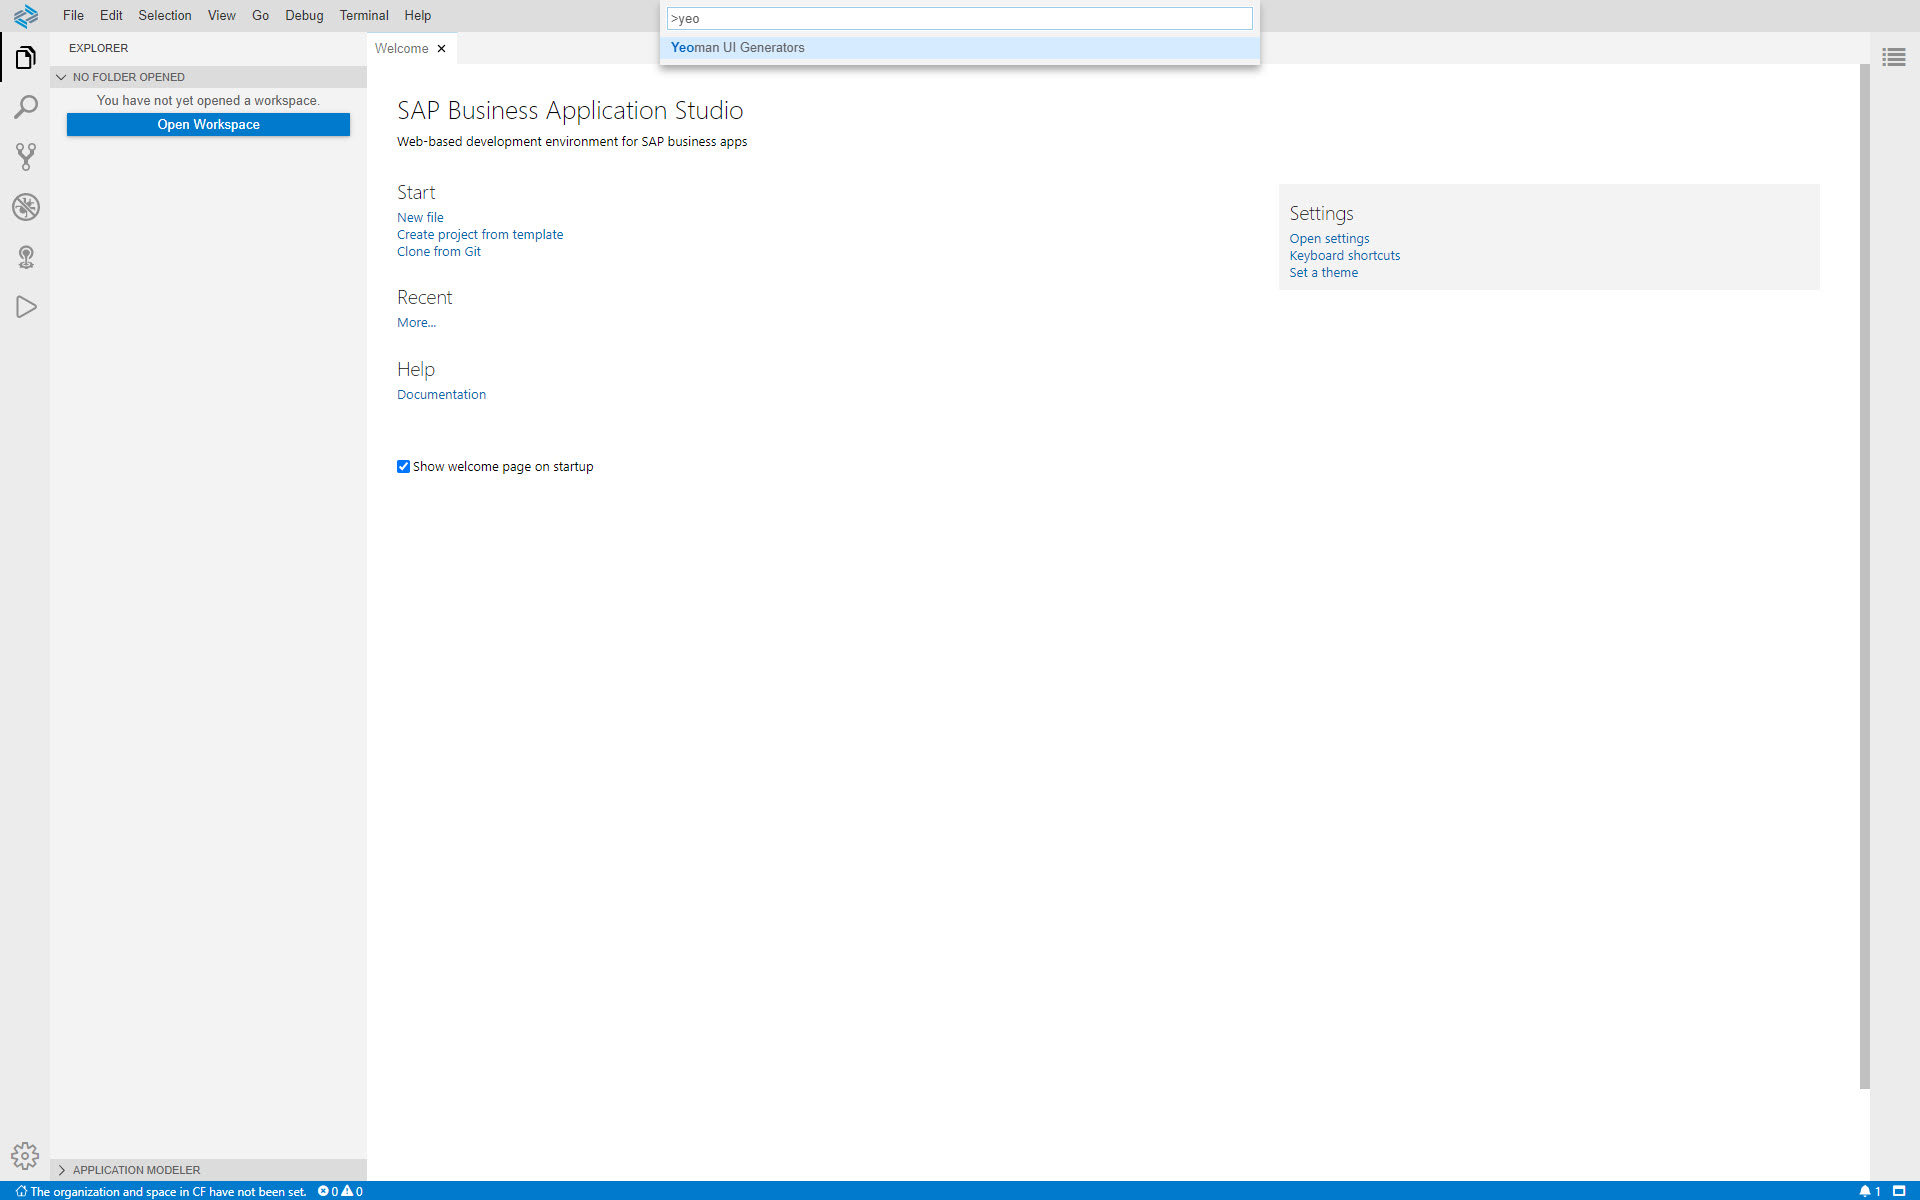 File Edit Selection View Go Debug Terminal Help
>yeo
Yeoman UI Generators
EXPLORER
NO FOLDER OPENED
You have not yet opened a workspace.
Open Workspace
Welcome
SAP Business Application Studio
Web-based development environment for SAP business apps
Start
New file
Create project from template
Clone from Git
Recent
More...
Help
Documentation
Show welcome page on startup
Settings
Open settings
Keyboard shortcuts
Set a theme
APPLICATION MODELER
The organization and space in CF have not been set. 0 0 1